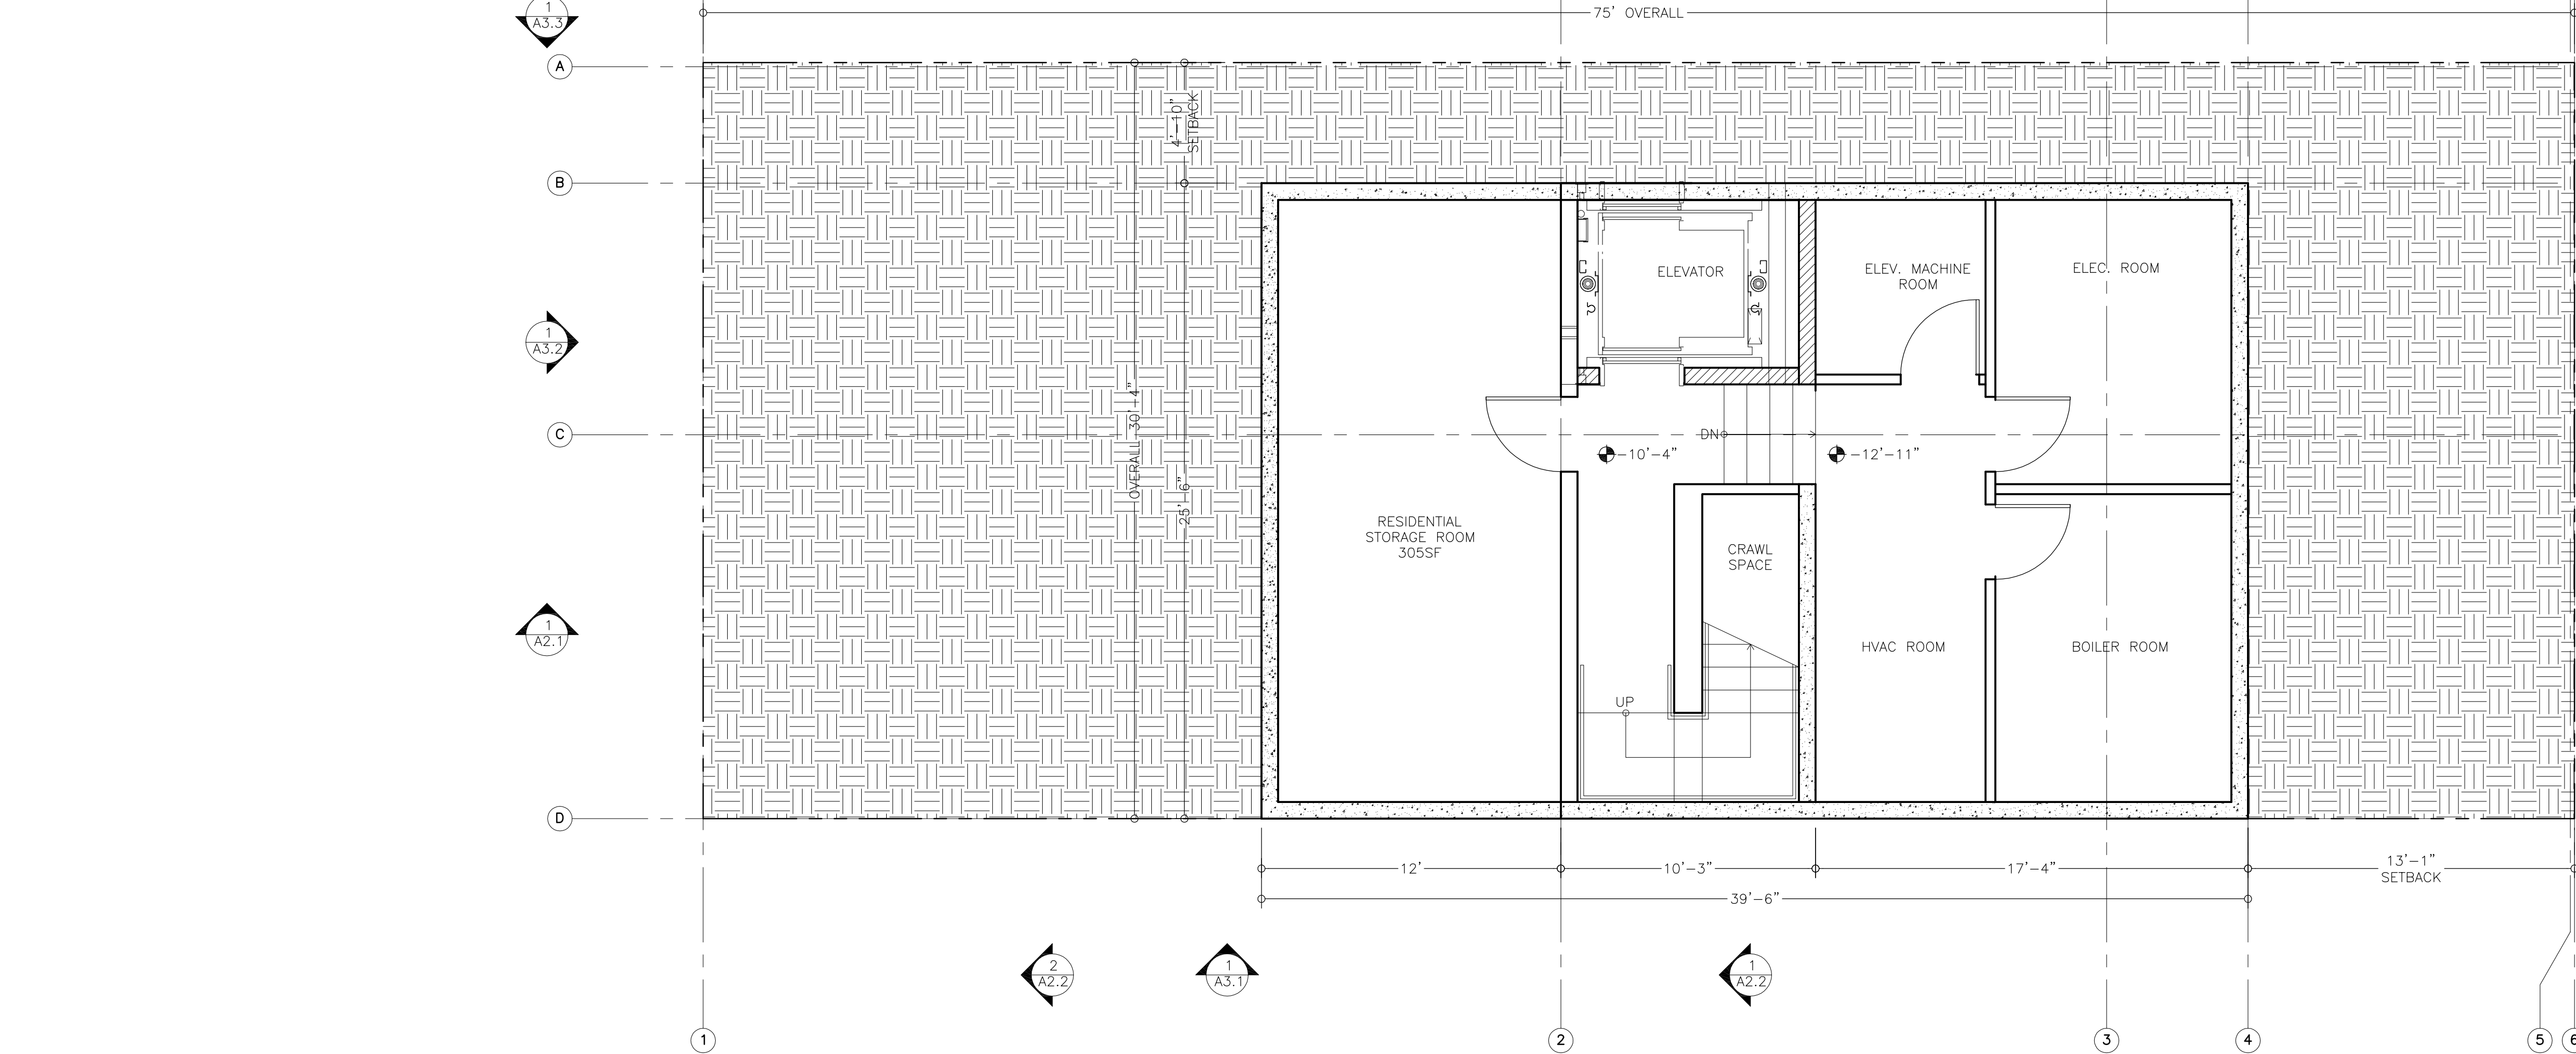 1
A3.3
75' OVERALL
A
4'-10"
SETBACK
B
ELEVATOR
ELEV. MACHINE
ROOM
ELEC. ROOM
1
A3.2
OVERALL 30'-4"
C
DN
-10'-4"
-12'-11"
25'-6"
RESIDENTIAL
STORAGE ROOM
305SF
CRAWL
SPACE
1
A2.1
HVAC ROOM
BOILER ROOM
UP
D
12'
10'-3"
17'-4"
13'-1"
SETBACK
39'-6"
2
A2.2
1
A3.1
1
A2.2
1
2
3
4
5
6